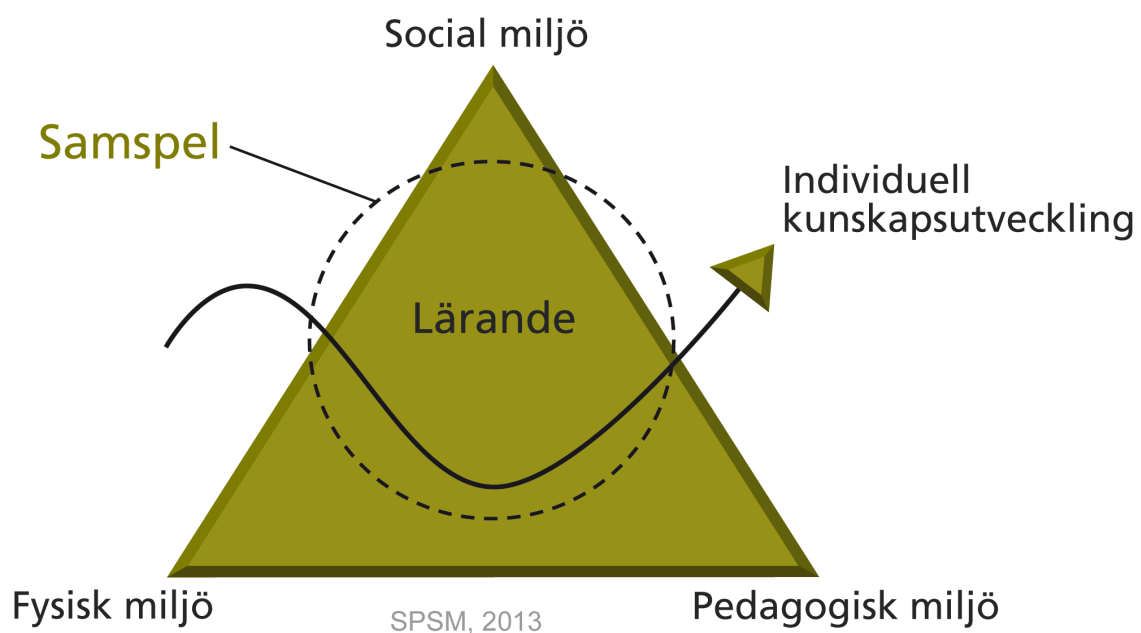 Social miljö
Samspel
Individuell
kunskapsutveckling
Lärande
Fysisk miljö
Pedagogisk miljö
SPSM, 2013